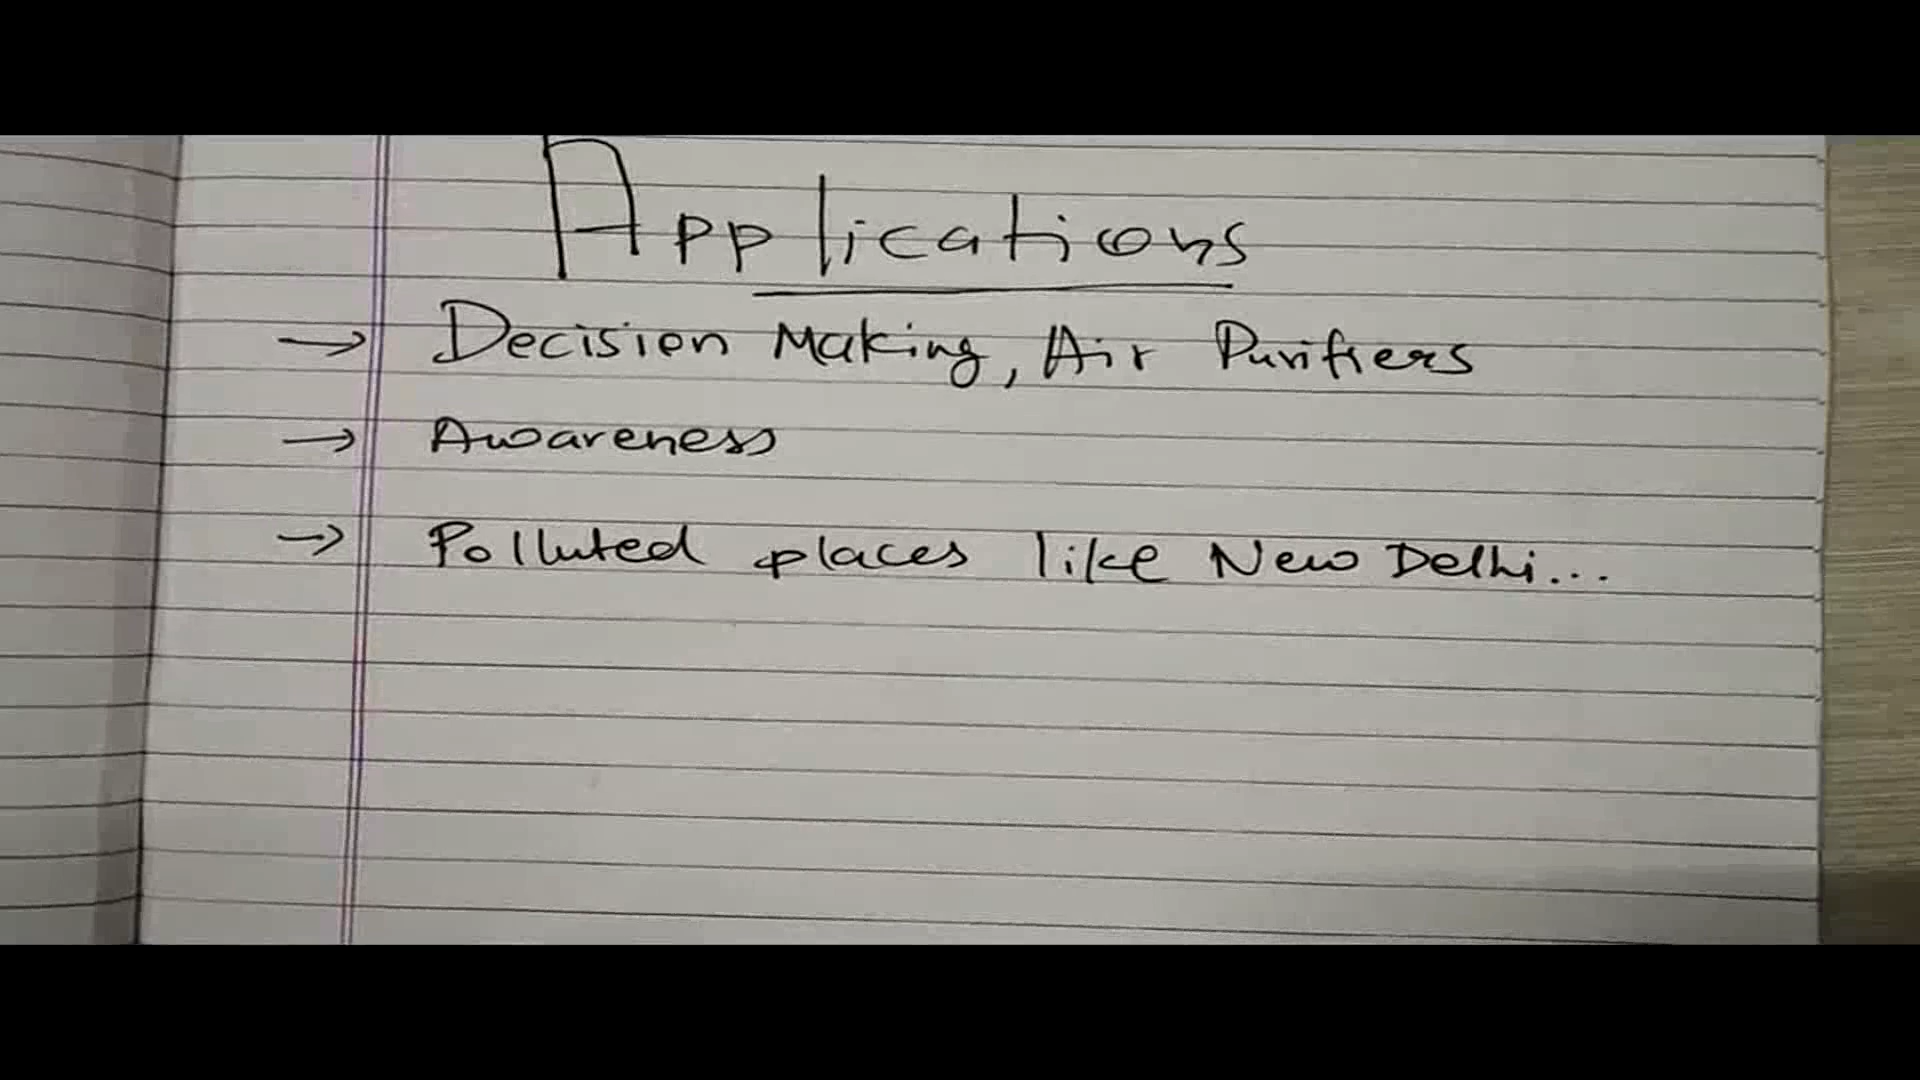 Applications
→ Decision Making, Air Purifiers
→ Awareness
→ Polluted places like New Delhi...